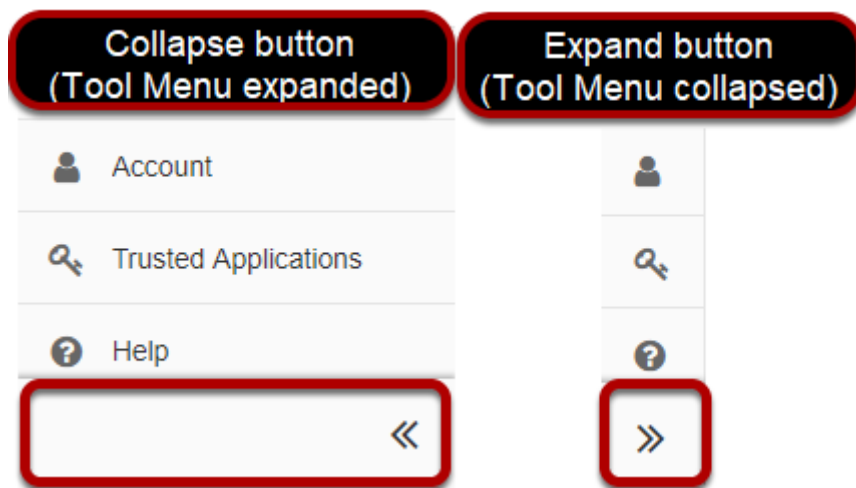 Collapse button
(Tool Menu expanded)
Expand button
(Tool Menu collapsed)
Account
Trusted Applications
Help
«
»